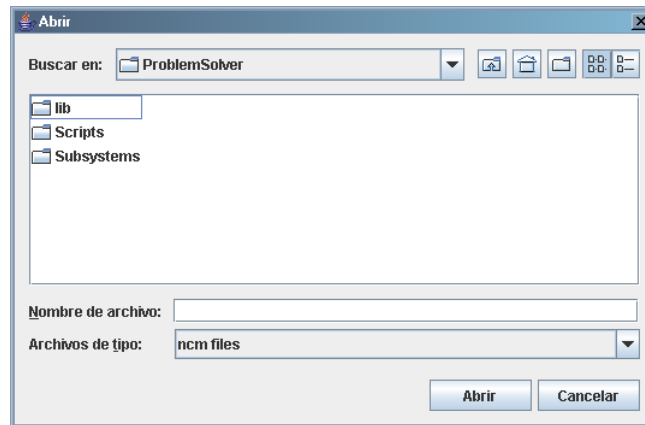 Abrir
Buscar en: ProblemSolver
lib
Scripts
Subsystems
Nombre de archivo:
Archivos de tipo: ncm files
Abrir Cancelar